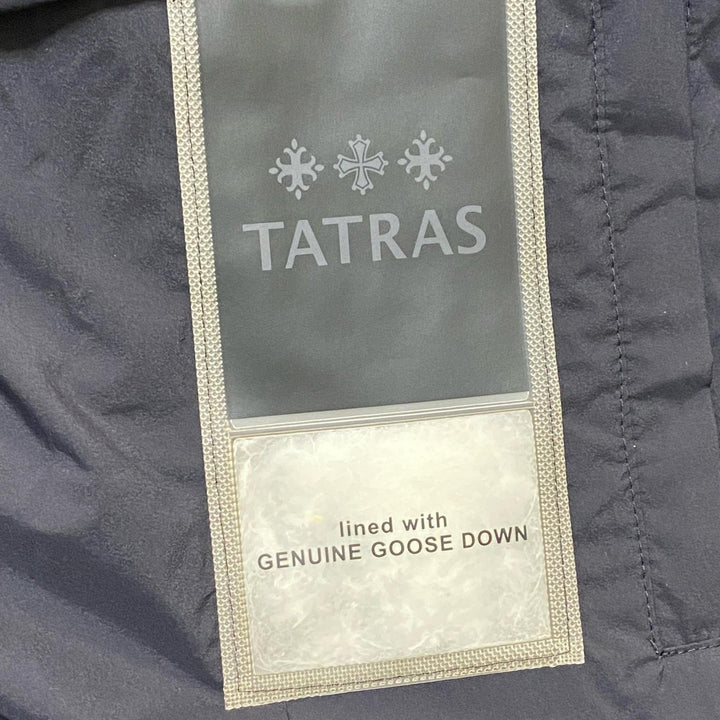 TATRAS
lined with
GENUINE GOOSE DOWN